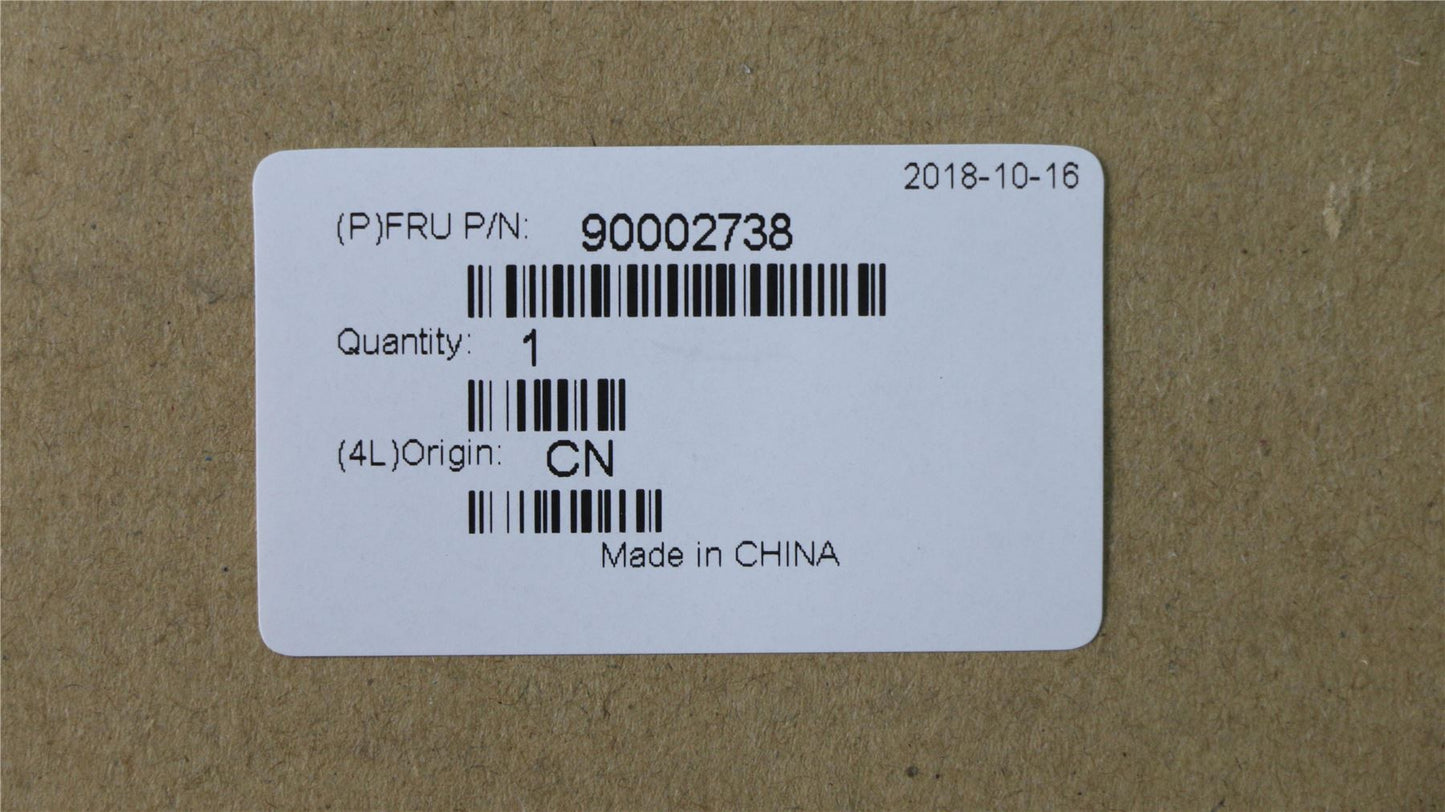 2018-10-16
(P)FRU P/N: 90002738
Quantity: 1
(4L)Origin: CN
Made in CHINA